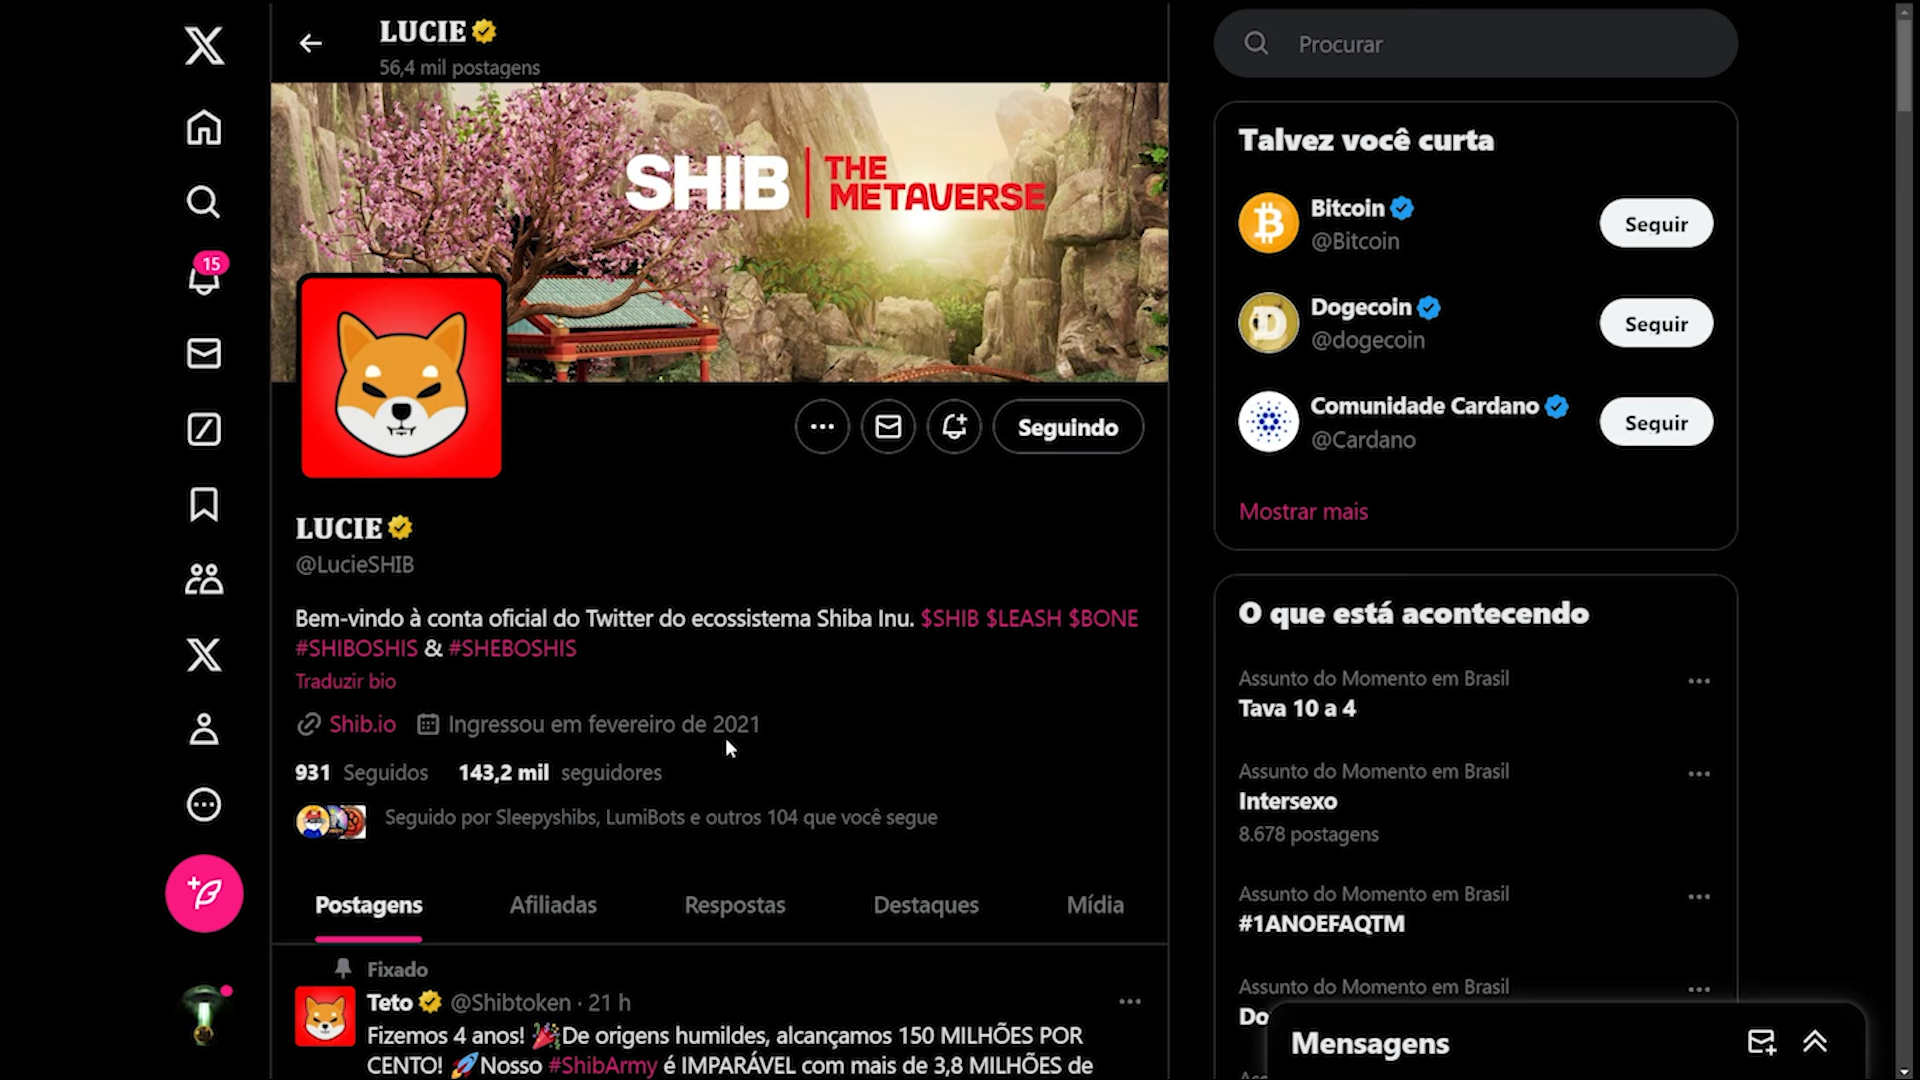 LUCIE
56,4 mil postagens
SHIB | THE
METAVERSE
15
Seguindo
LUCIE
@LucieSHIB
Bem-vindo à conta oficial do Twitter do ecossistema Shiba Inu. $SHIB $LEASH $BONE
#SHIBOSHIS & #SHEBOSHIS
Traduzir bio
Shib.io Ingressou em fevereiro de 2021
931 Seguidos 143,2 mil seguidores
Seguido por Sleepyshibs, LumiBots e outros 104 que você segue
Postagens Afiliadas Respostas Destaques Mídia
Fixado
Teto @Shibtoken · 21 h
Fizemos 4 anos! 🎉De origens humildes, alcançamos 150 MILHÕES POR
CENTO! 🚀Nosso #ShibArmy é IMPARÁVEL com mais de 3,8 MILHÕES de
Procurar
Talvez você curta
Bitcoin
@Bitcoin
Seguir
Dogecoin
@dogecoin
Seguir
Comunidade Cardano
@Cardano
Seguir
Mostrar mais
O que está acontecendo
Assunto do Momento em Brasil
Tava 10 a 4
Assunto do Momento em Brasil
Intersexo
8.678 postagens
Assunto do Momento em Brasil
#1ANOEFAQTM
Assunto do Momento em Brasil
Mensagens